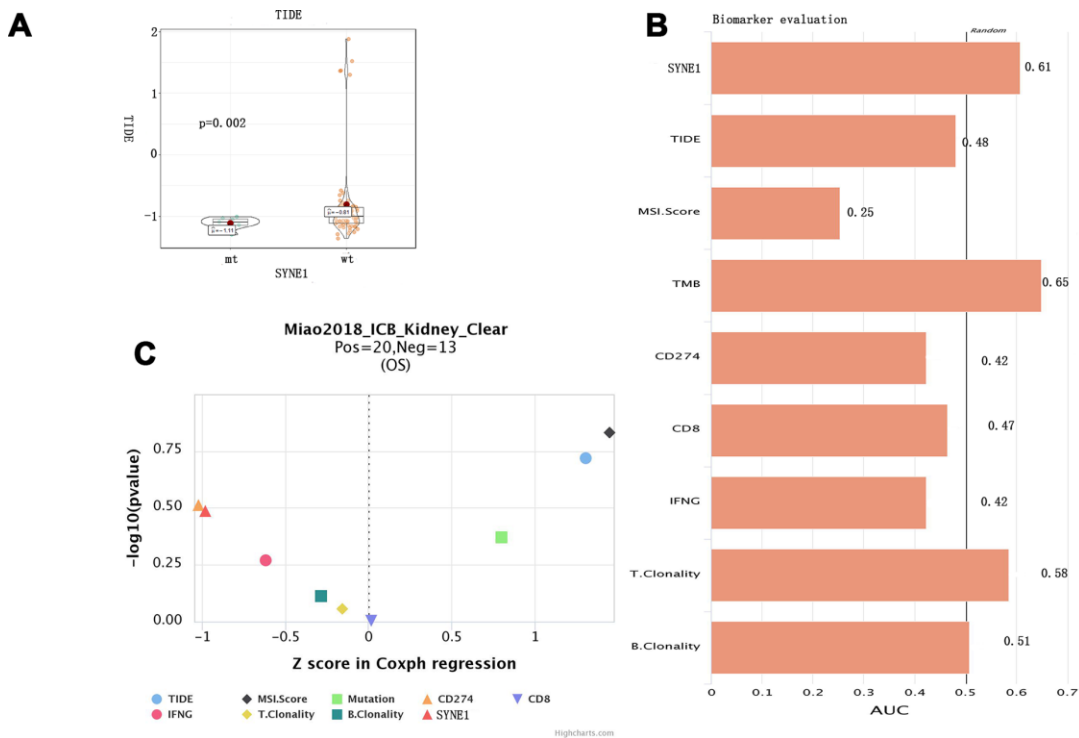 A
TIDE
2
1
0
−1
TIDE
p=0.002
μ=-1.11
μ=-0.81
mt
wt
SYNE1
B
Biomarker evaluation
Random
SYNE1
0.61
TIDE
0.48
MSI.Score
0.25
TMB
0.65
CD274
0.42
CD8
0.47
IFNG
0.42
T.Clonality
0.58
B.Clonality
0.51
0 0.1 0.2 0.3 0.4 0.5 0.6 0.7
AUC
C
Miao2018_ICB_Kidney_Clear
Pos=20,Neg=13
(OS)
0.75
0.50
0.25
0.00
-log10(pvalue)
−1 −0.5 0 0.5 1
Z score in Coxph regression
TIDE MSI.Score Mutation CD274 CD8
IFNG T.Clonality B.Clonality SYNE1
Highcharts.com